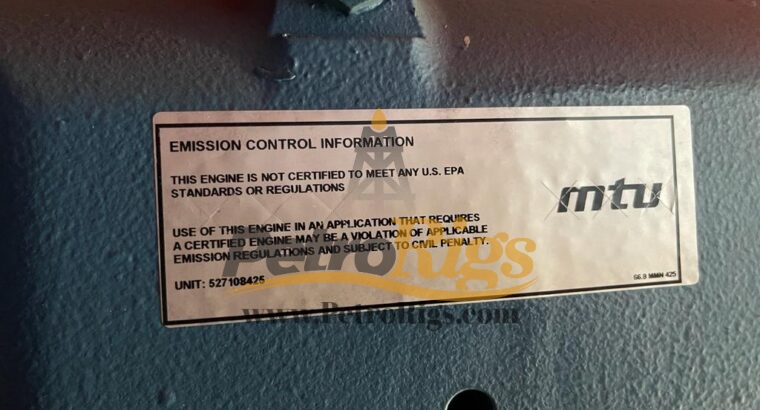 EMISSION CONTROL INFORMATION
THIS ENGINE IS NOT CERTIFIED TO MEET ANY U.S. EPA
STANDARDS OR REGULATIONS
mtu
USE OF THIS ENGINE IN AN APPLICATION THAT REQUIRES
A CERTIFIED ENGINE MAY BE A VIOLATION OF APPLICABLE
EMISSION REGULATIONS AND SUBJECT TO CIVIL PENALTY.
PetroRigs
UNIT: 527108425
www.PetroRigs.com